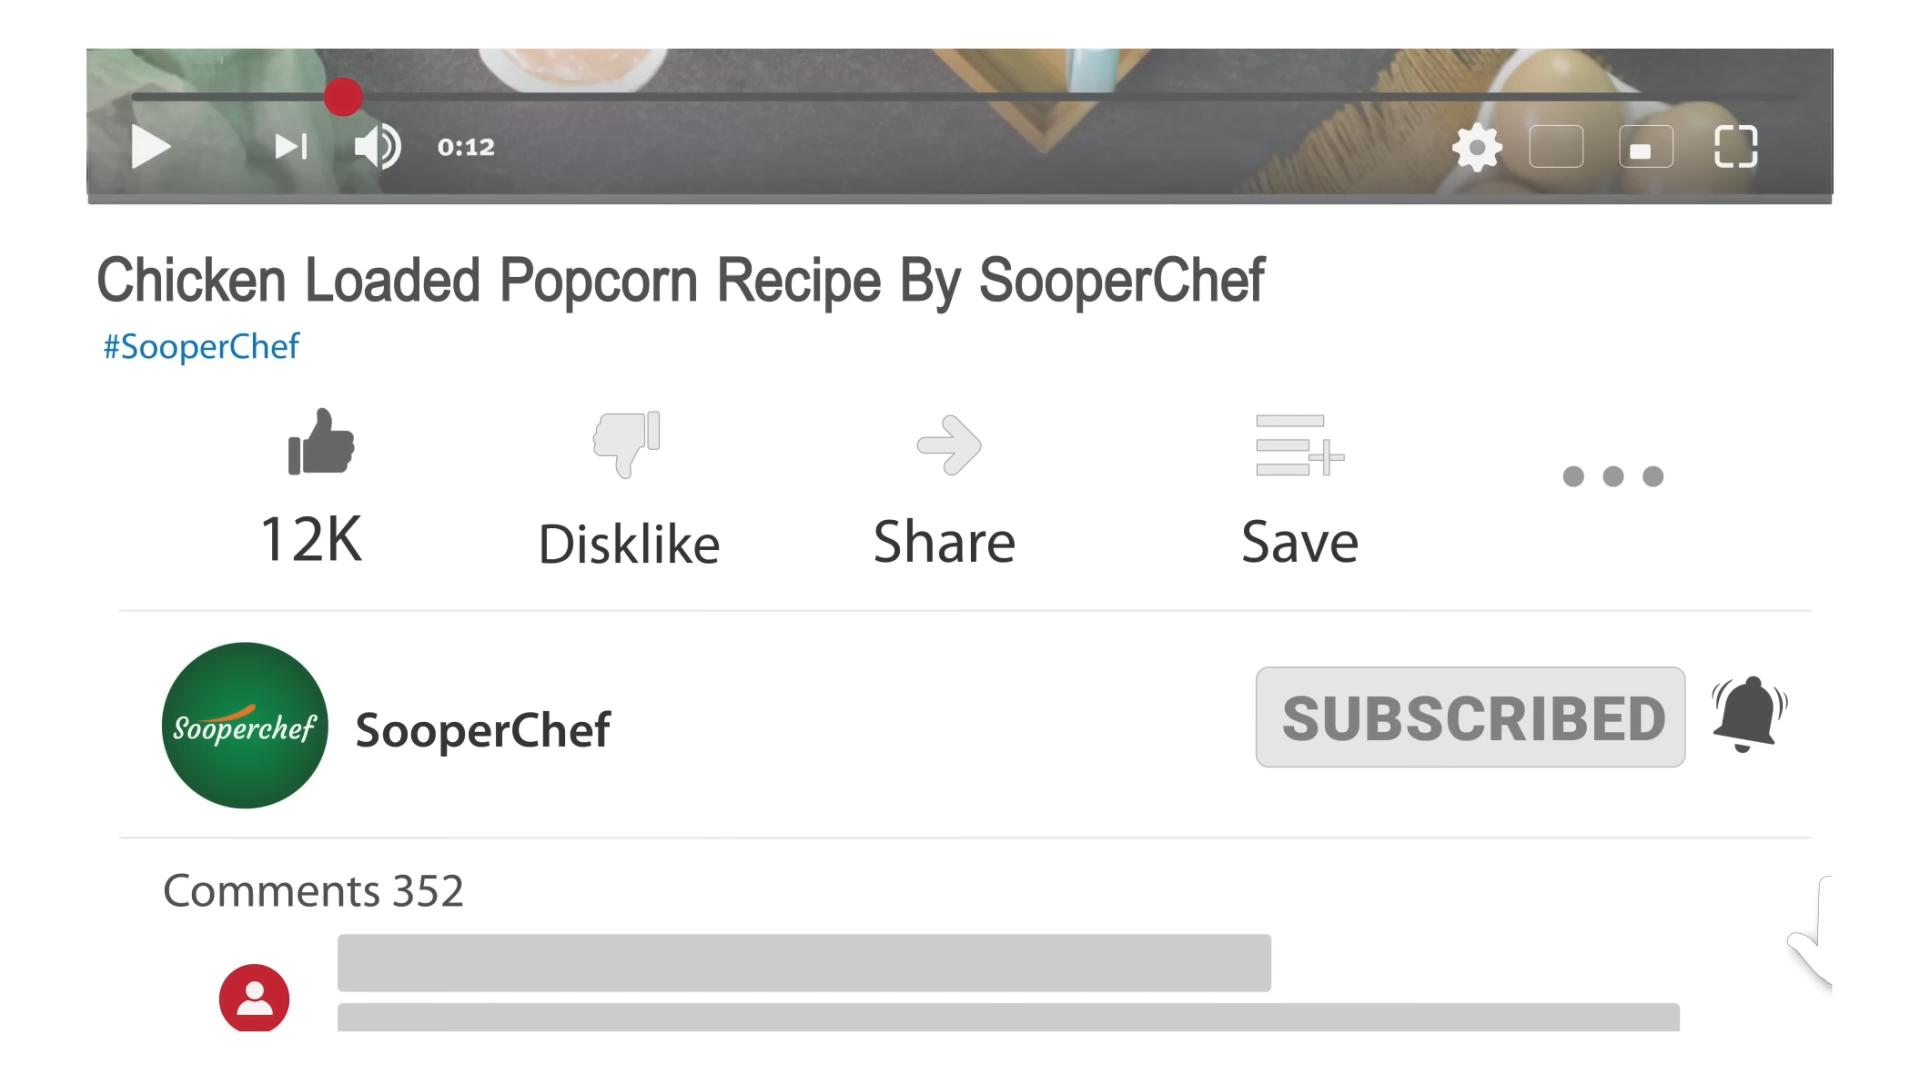 0:12
Chicken Loaded Popcorn Recipe By SooperChef
#SooperChef
12K Disklike Share Save
Sooperchef
SooperChef
SUBSCRIBED
Comments 352